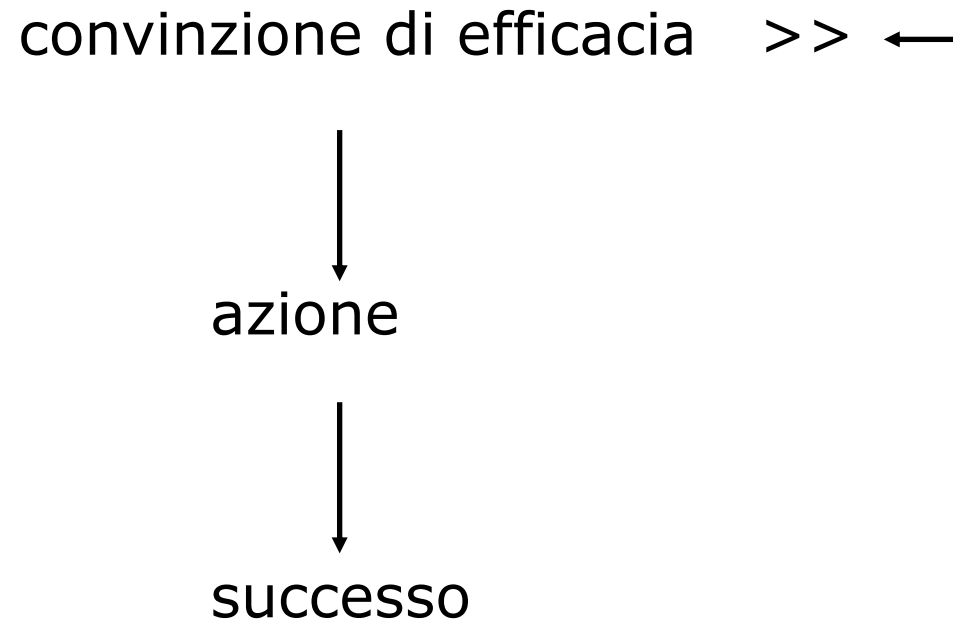 convinzione di efficacia >>
azione
successo